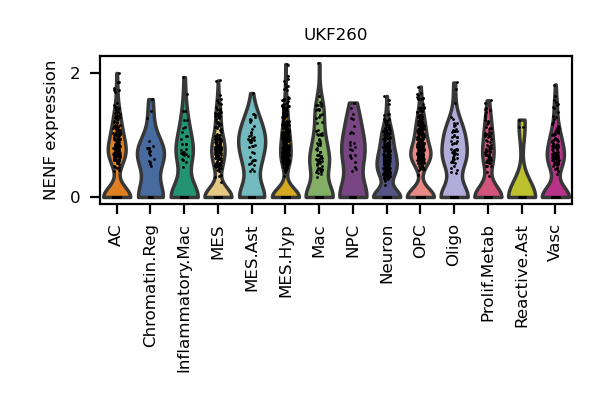 UKF260
NENF expression
2
0
AC
Chromatin.Reg
Inflammatory.Mac
MES
MES.Ast
MES.Hyp
Mac
NPC
Neuron
OPC
Oligo
Prolif.Metab
Reactive.Ast
Vasc